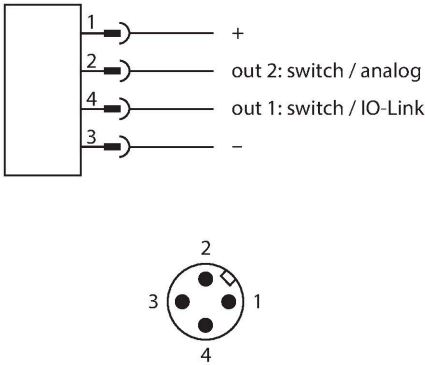 1 +
2 out 2: switch / analog
4 out 1: switch / IO-Link
3 –
2
3 1
4